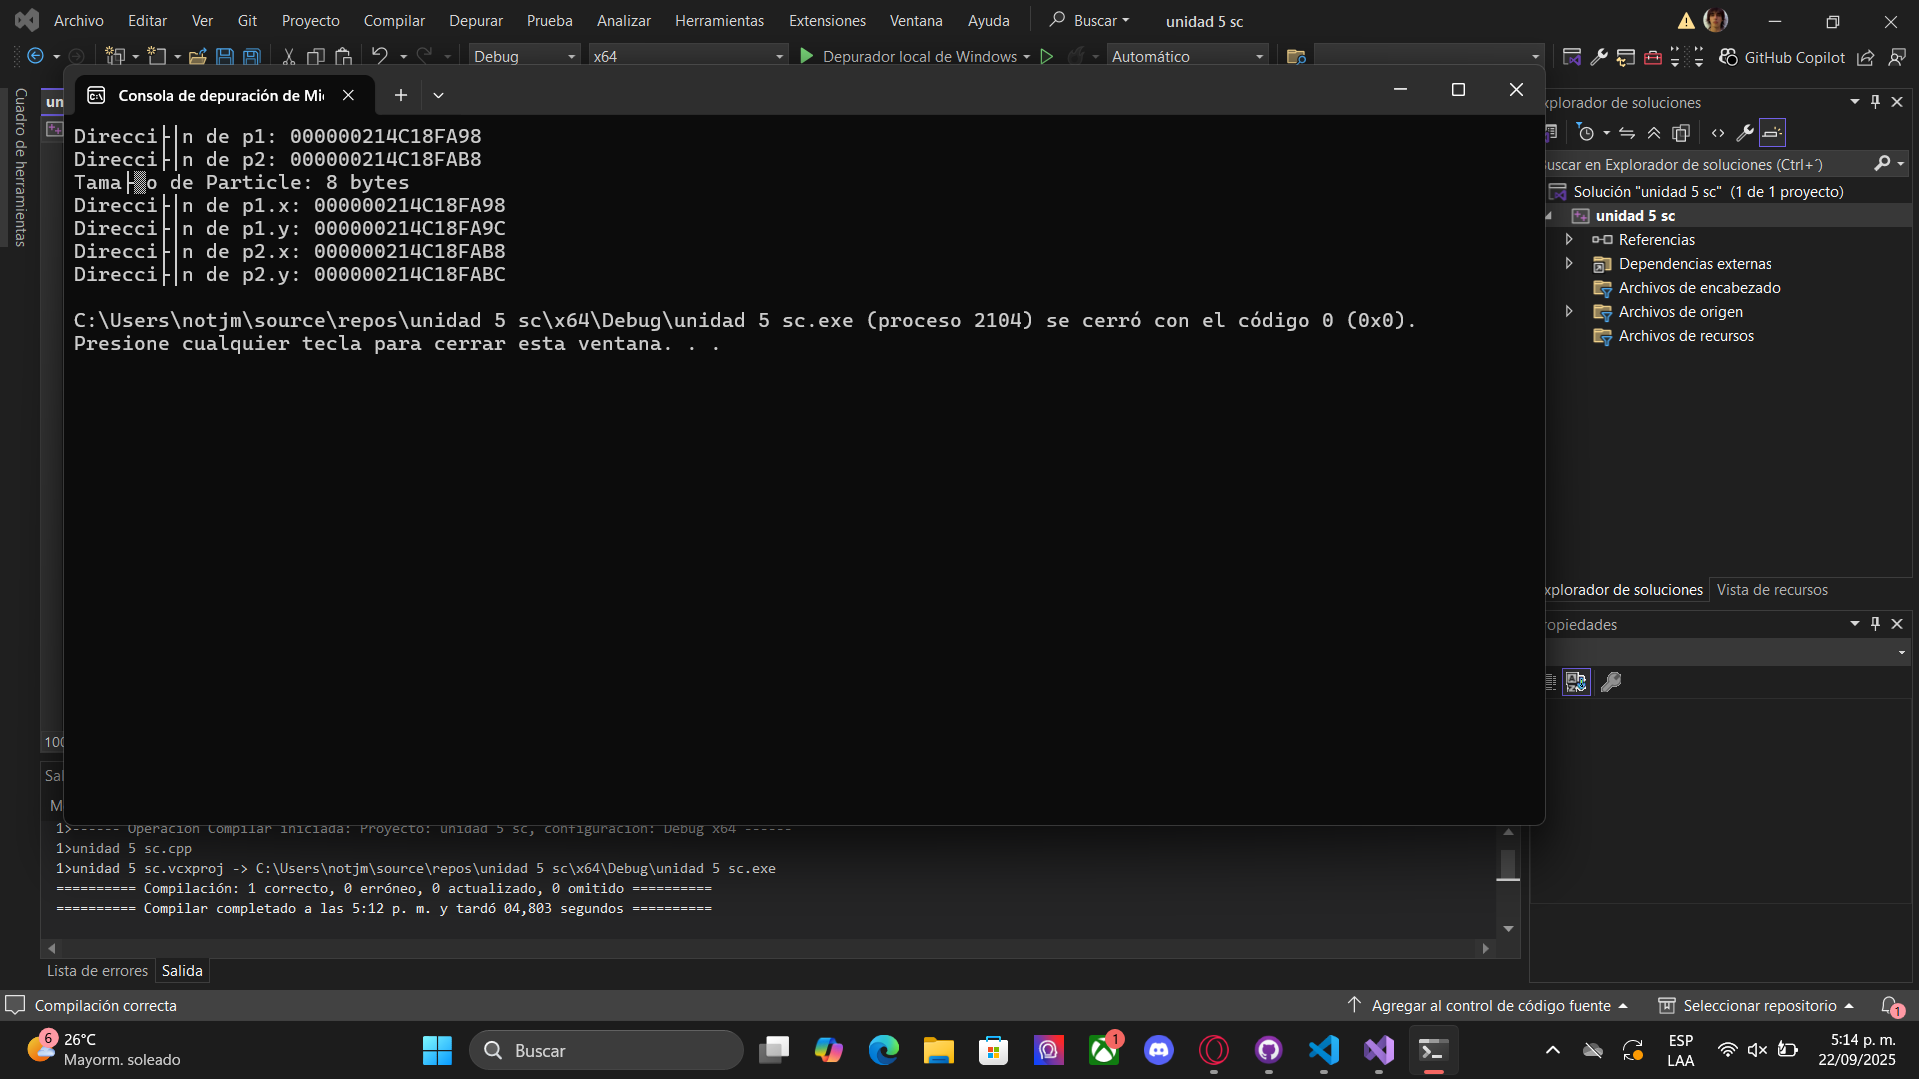 Archivo Editar Ver Git Proyecto Compilar Depurar Prueba Analizar Herramientas Extensiones Ventana Ayuda Buscar unidad 5 sc
Debug x64 Depurador local de Windows Automático GitHub Copilot
Cuadro de herramientas
un
Consola de depuración de Mi
Direcci├│n de p1: 000000214C18FA98
Direcci├│n de p2: 000000214C18FAB8
Tama├▒o de Particle: 8 bytes
Direcci├│n de p1.x: 000000214C18FA98
Direcci├│n de p1.y: 000000214C18FA9C
Direcci├│n de p2.x: 000000214C18FAB8
Direcci├│n de p2.y: 000000214C18FABC
C:\Users\notjm\source\repos\unidad 5 sc\x64\Debug\unidad 5 sc.exe (proceso 2104) se cerró con el código 0 (0x0).
Presione cualquier tecla para cerrar esta ventana. . .
xplorador de soluciones
uscar en Explorador de soluciones (Ctrl+´)
Solución "unidad 5 sc" (1 de 1 proyecto)
unidad 5 sc
Referencias
Dependencias externas
Archivos de encabezado
Archivos de origen
Archivos de recursos
xplorador de soluciones Vista de recursos
ropiedades
100
Sal
M
1>------ Operación Compilar iniciada: Proyecto: unidad 5 sc, configuración: Debug x64 ------
1>unidad 5 sc.cpp
1>unidad 5 sc.vcxproj -> C:\Users\notjm\source\repos\unidad 5 sc\x64\Debug\unidad 5 sc.exe
========== Compilación: 1 correcto, 0 erróneo, 0 actualizado, 0 omitido ==========
========== Compilar completado a las 5:12 p. m. y tardó 04,803 segundos ==========
Lista de errores Salida
Compilación correcta Agregar al control de código fuente Seleccionar repositorio 1
6 26°C
Mayorm. soleado
Buscar
1
ESP
LAA
5:14 p. m.
22/09/2025